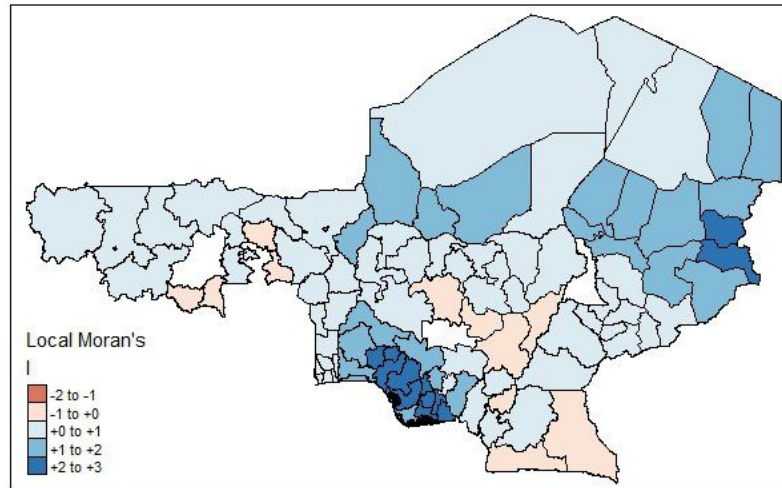 Local Moran's
I
-2 to -1
-1 to +0
+0 to +1
+1 to +2
+2 to +3